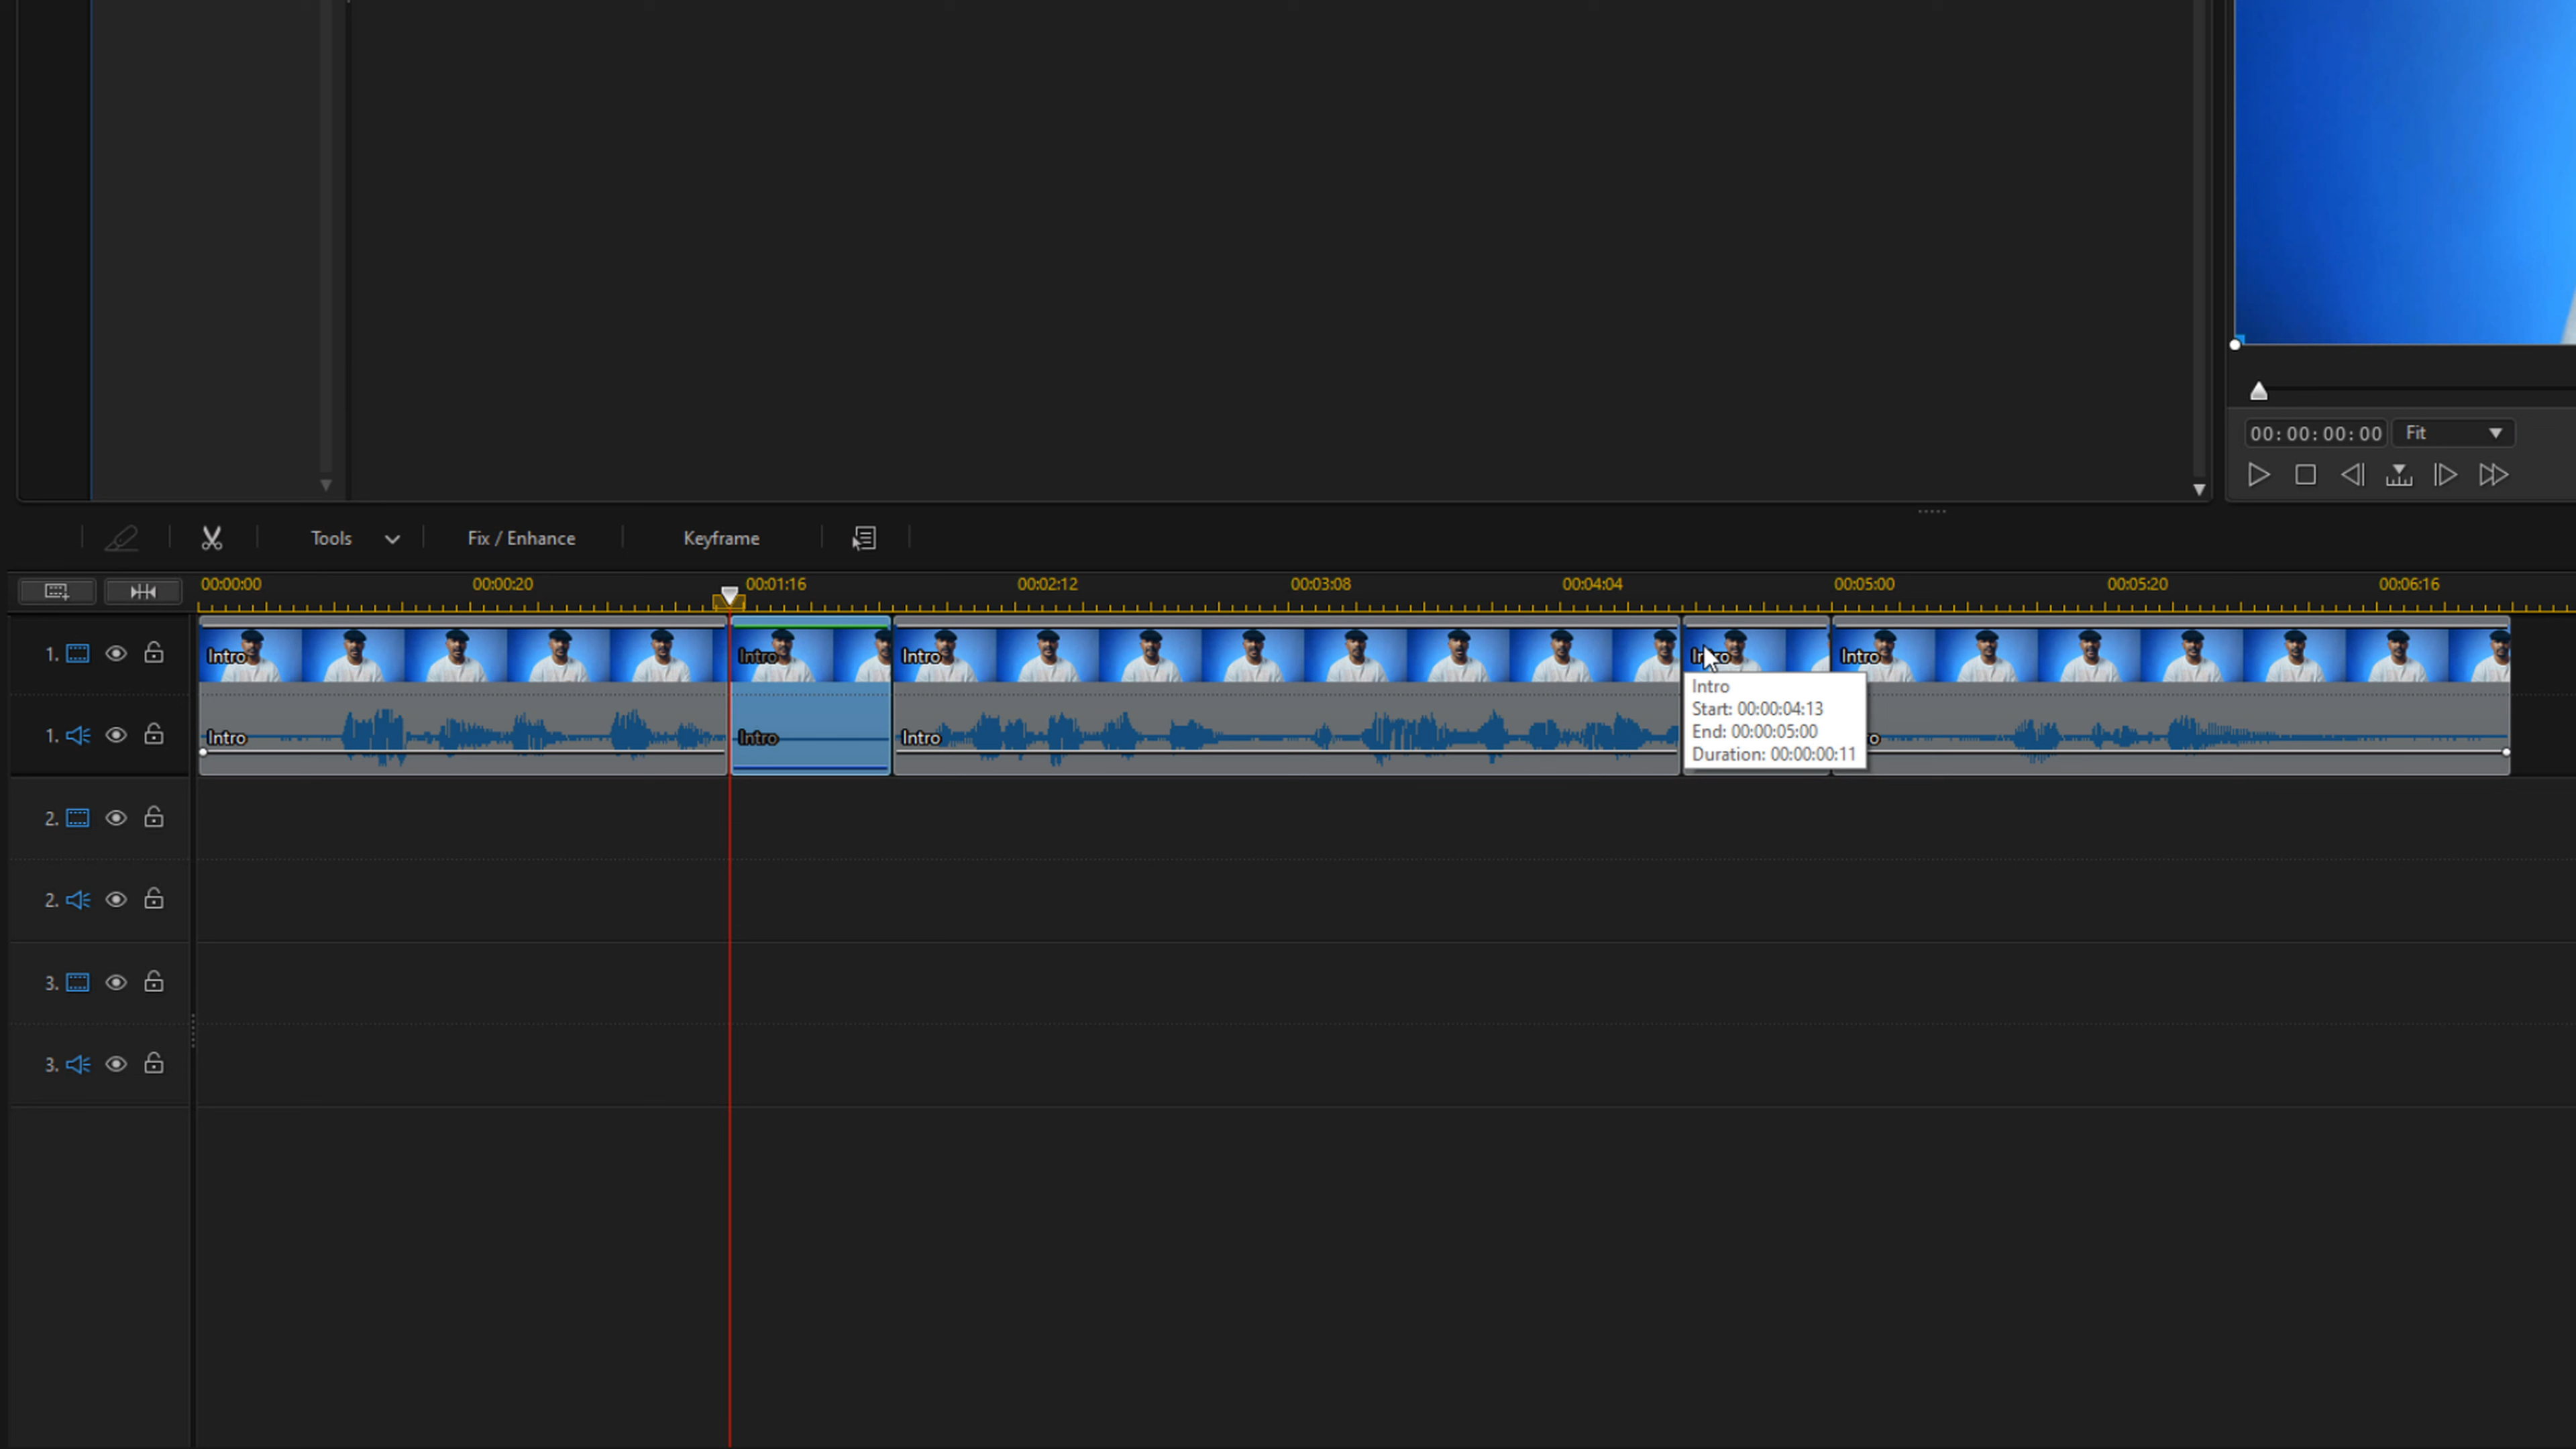 00:00:00:00 Fit
Tools Fix / Enhance Keyframe
00:00:00 00:00:20 00:01:16 00:02:12 00:03:08 00:04:04 00:05:00 00:05:20 00:06:16
1. Intro Intro Intro Intro Intro
Intro
Start: 00:00:04:13
End: 00:00:05:00
Duration: 00:00:00:11
1. Intro Intro Intro o
2.
2.
3.
3.